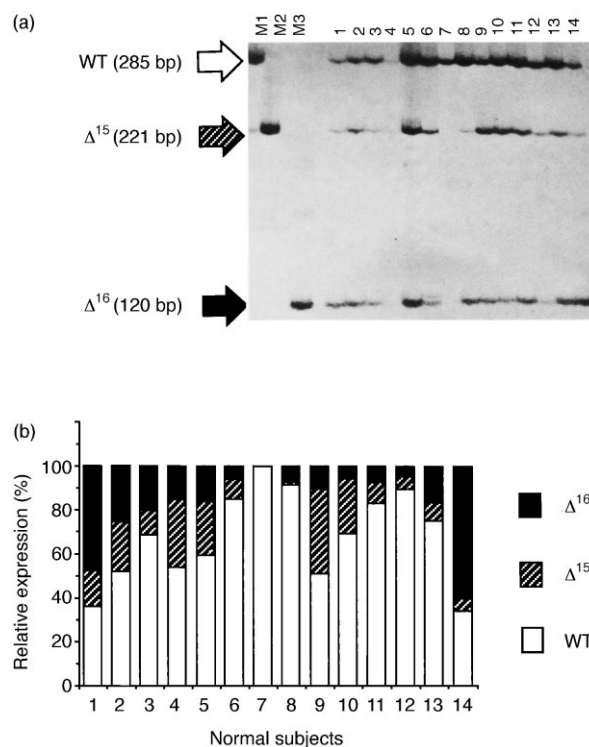 (a)
M1 M2 M3 1 2 3 4 5 6 7 8 9 10 11 12 13 14
WT (285 bp)
Δ15 (221 bp)
Δ16 (120 bp)
(b)
Relative expression (%)
100
80
60
40
20
0
1 2 3 4 5 6 7 8 9 10 11 12 13 14
Normal subjects
Δ16
Δ15
WT